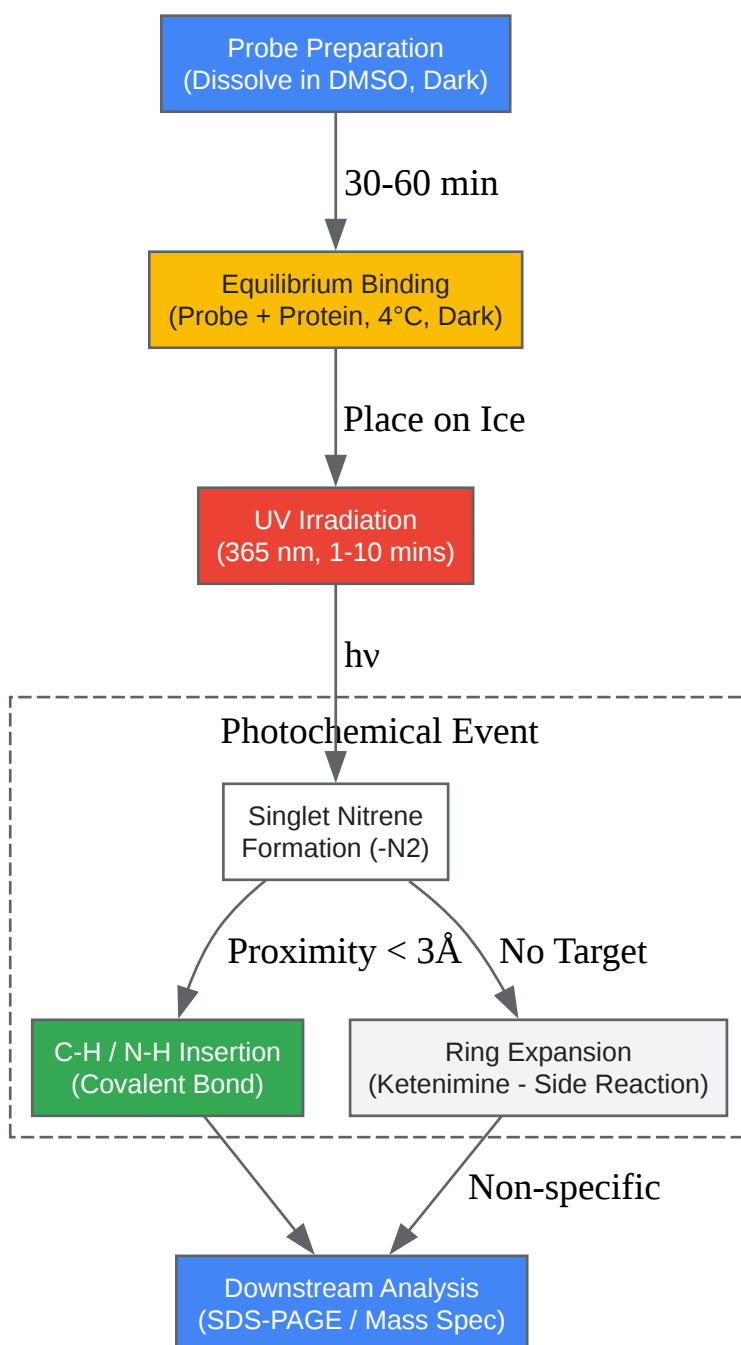 Probe Preparation
(Dissolve in DMSO, Dark)
30-60 min
Equilibrium Binding
(Probe + Protein, 4°C, Dark)
Place on Ice
UV Irradiation
(365 nm, 1-10 mins)
hν
Photochemical Event
Singlet Nitrene
Formation (-N2)
Proximity < 3Å
No Target
C-H / N-H Insertion
(Covalent Bond)
Ring Expansion
(Ketenimine - Side Reaction)
Non-specific
Downstream Analysis
(SDS-PAGE / Mass Spec)